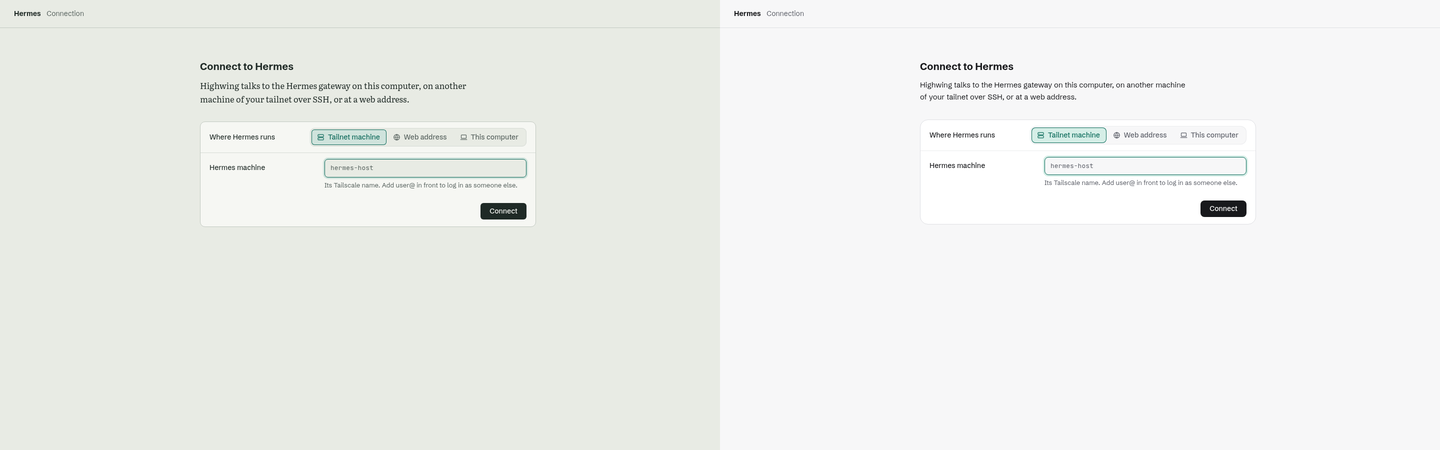 Hermes Connection
Connect to Hermes
Highwing talks to the Hermes gateway on this computer, on another
machine of your tailnet over SSH, or at a web address.
Where Hermes runs Tailnet machine Web address This computer
Hermes machine hermes-host
Its Tailscale name. Add user@ in front to log in as someone else.
Connect
Hermes Connection
Connect to Hermes
Highwing talks to the Hermes gateway on this computer, on another machine
of your tailnet over SSH, or at a web address.
Where Hermes runs Tailnet machine Web address This computer
Hermes machine hermes-host
Its Tailscale name. Add user@ in front to log in as someone else.
Connect